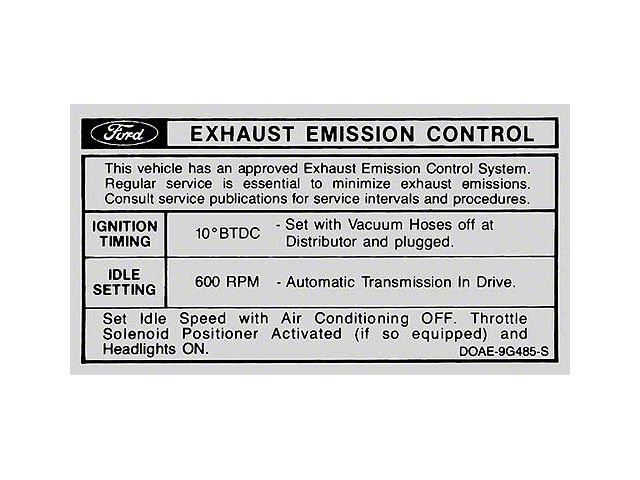 Ford
EXHAUST EMISSION CONTROL
This vehicle has an approved Exhaust Emission Control System.
Regular service is essential to minimize exhaust emissions.
Consult service publications for service intervals and procedures.
IGNITION
TIMING
10°BTDC
- Set with Vacuum Hoses off at
Distributor and plugged.
IDLE
SETTING
600 RPM
- Automatic Transmission In Drive.
Set Idle Speed with Air Conditioning OFF. Throttle
Solenoid Positioner Activated (if so equipped) and
Headlights ON.
DOAE-9G485-S